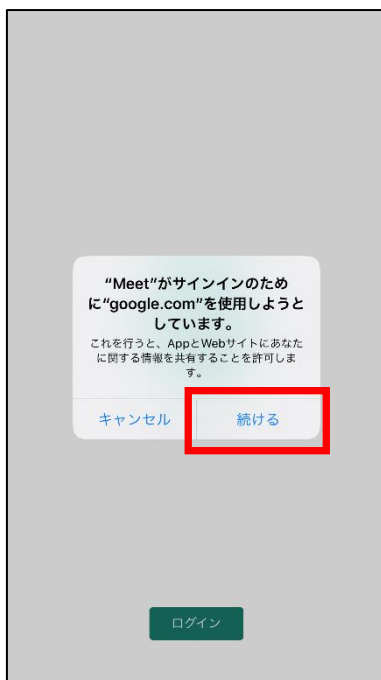 “Meet”がサインインのため
に“google.com”を使用しようと
しています。
これを行うと、AppとWebサイトにあなた
に関する情報を共有することを許可しま
す。
キャンセル 続ける
ログイン